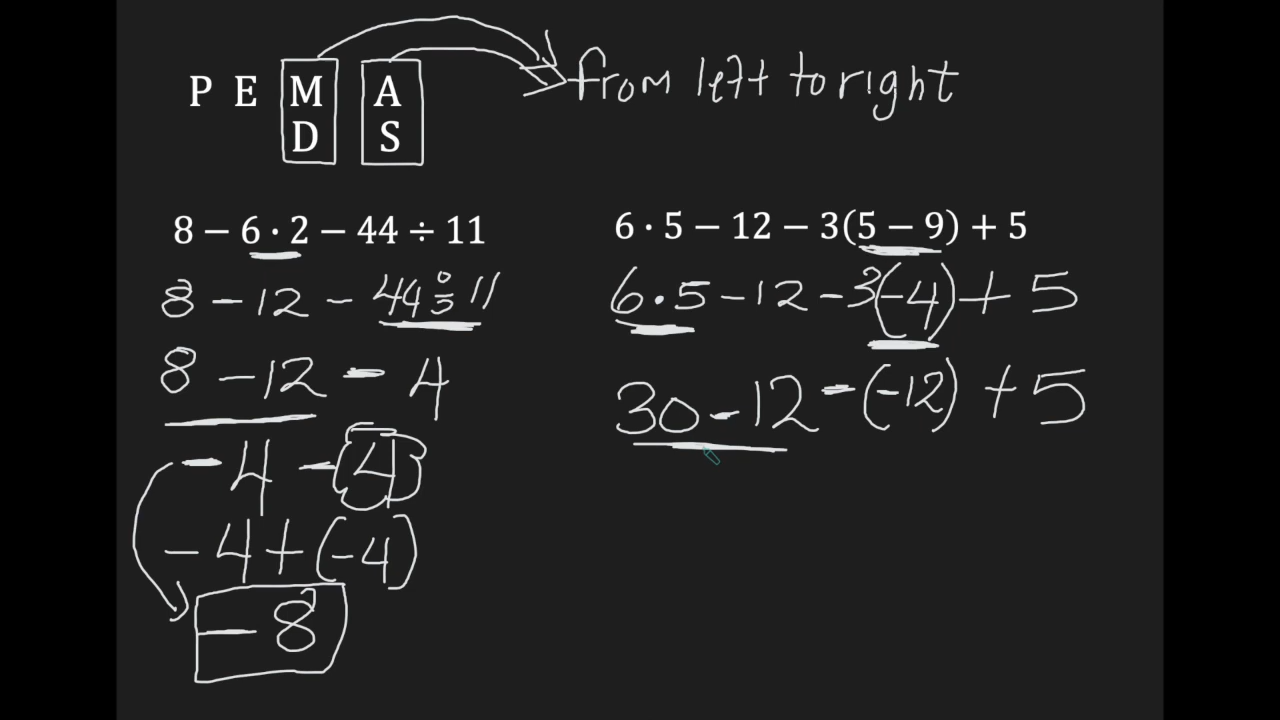 P E M A from left to right
D S
8 − 6 · 2 − 44 ÷ 11
8 − 12 − 44 ÷ 11
8 − 12 − 4
− 4 − (4)
− 4 + (−4)
− 8
6 · 5 − 12 − 3(5 − 9) + 5
6 · 5 − 12 − 3(−4) + 5
30 − 12 − (−12) + 5